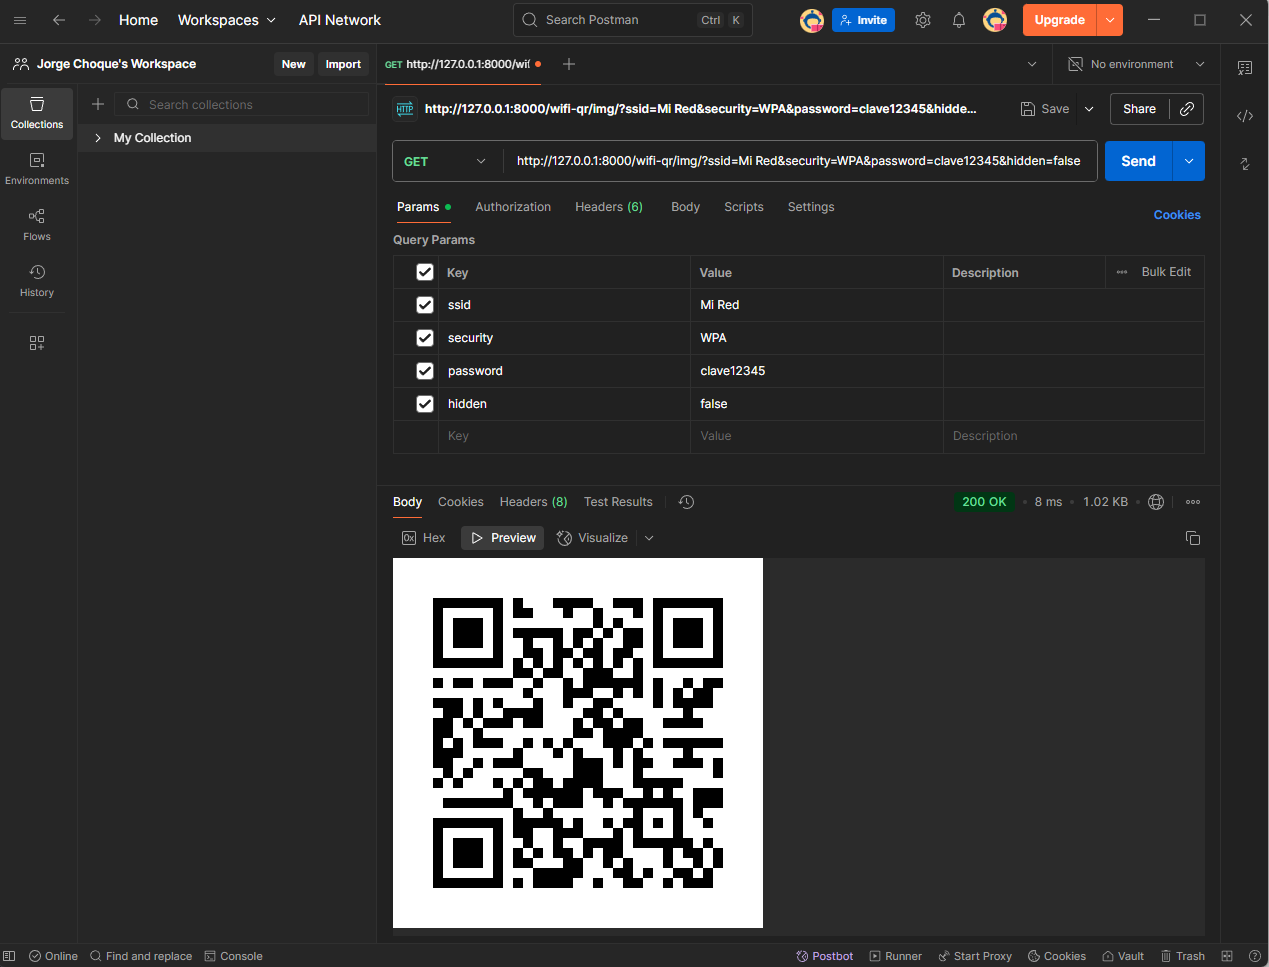 Home Workspaces API Network Search Postman Ctrl K Invite Upgrade
Jorge Choque's Workspace New Import GET http://127.0.0.1:8000/wifi No environment
Collections
Search collections
My Collection
Environments
Flows
History
HTTP http://127.0.0.1:8000/wifi-qr/img/?ssid=Mi Red&security=WPA&password=clave12345&hidde... Save Share
GET http://127.0.0.1:8000/wifi-qr/img/?ssid=Mi Red&security=WPA&password=clave12345&hidden=false Send
Params Authorization Headers (6) Body Scripts Settings Cookies
Query Params
Key Value Description Bulk Edit
ssid Mi Red
security WPA
password clave12345
hidden false
Key Value Description
Body Cookies Headers (8) Test Results 200 OK 8 ms 1.02 KB
0x Hex Preview Visualize
Online Find and replace Console Postbot Runner Start Proxy Cookies Vault Trash